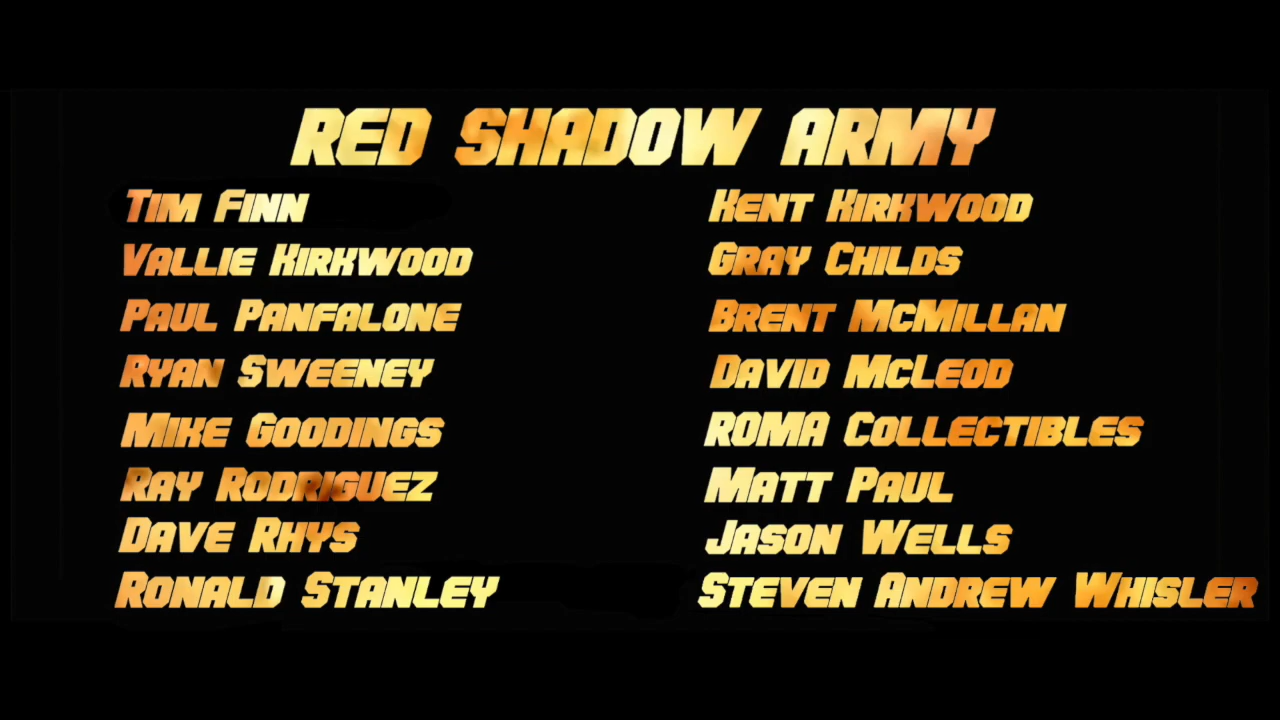 RED SHADOW ARMY
TIM FINN
VALLIE KIRKWOOD
PAUL PANFALONE
RYAN SWEENEY
MIKE GOODINGS
RAY RODRIGUEZ
DAVE RHYS
RONALD STANLEY
KENT KIRKWOOD
GRAY CHILDS
BRENT MCMILLAN
DAVID MCLEOD
ROMA COLLECTIBLES
MATT PAUL
JASON WELLS
STEVEN ANDREW WHISLER